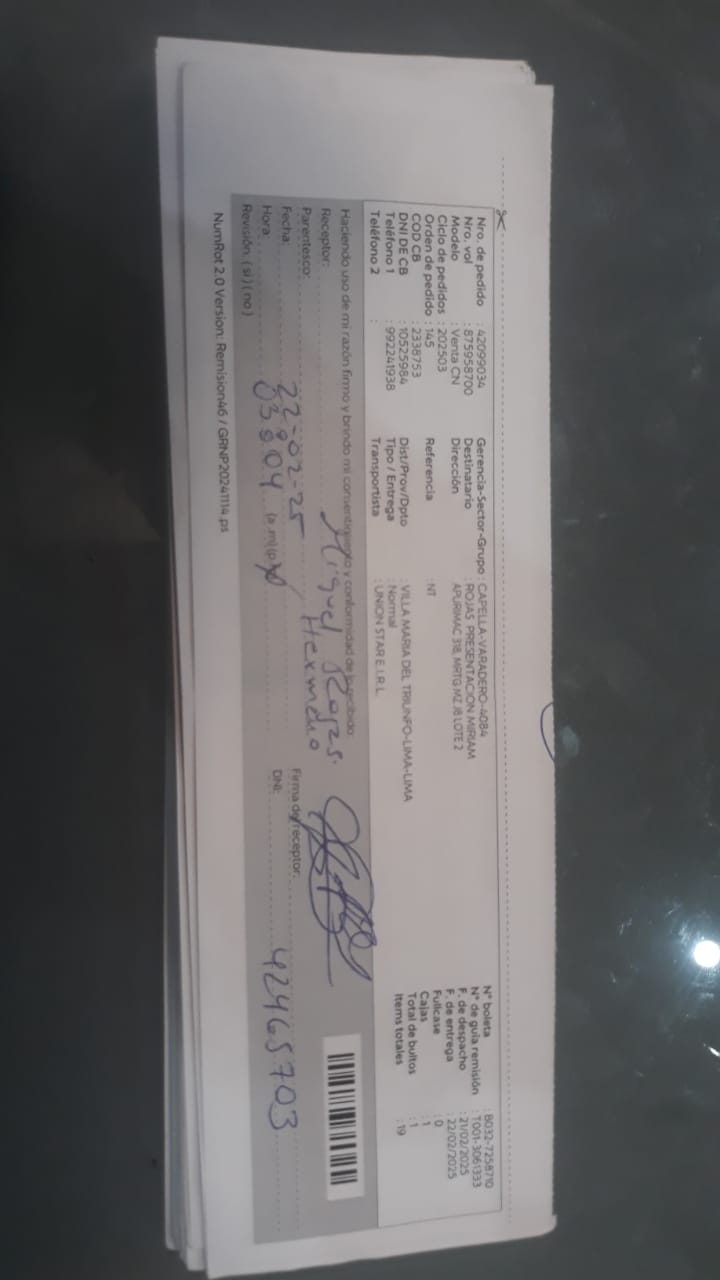 Nro. de pedido : 42099034
Nro. vol : 875958700
Modelo : Venta CN
Ciclo de pedidos : 202503
Orden de pedido : 145
COD CB : 2338753
DNI DE CB : 10525984
Teléfono 1 : 992241938
Teléfono 2 :
Gerencia-Sector-Grupo : CAPELLA-VARADERO-4084
Destinatario : ROJAS PRESENTACION MIRIAM
Dirección : APURIMAC 318, MRTG MZ J8 LOTE 2
Referencia : NT
Dist/Prov/Dpto : VILLA MARIA DEL TRIUNFO-LIMA-LIMA
Tipo / Entrega : Normal
Transportista : UNION STAR E.I.R.L
N° boleta : B032-7258710
N° de guía remisión : T001-3061333
F. de despacho : 21/02/2025
F. de entrega : 22/02/2025
Fullcase : 0
Cajas : 1
Total de bultos : 1
Items totales : 19
Haciendo uso de mi razón firmo y brindo mi consentimiento y conformidad de lo recibido:
Receptor: Miguel Rojas.
Parentesco: Hermano
Firma de receptor:
Fecha: 22-02-25
DNI: 42465703
Hora: 03:04 (a.m/p.m)
Revisión: (si) (no)
NumRot 2.0 Version: Remision46 / GRNP20241114.ps